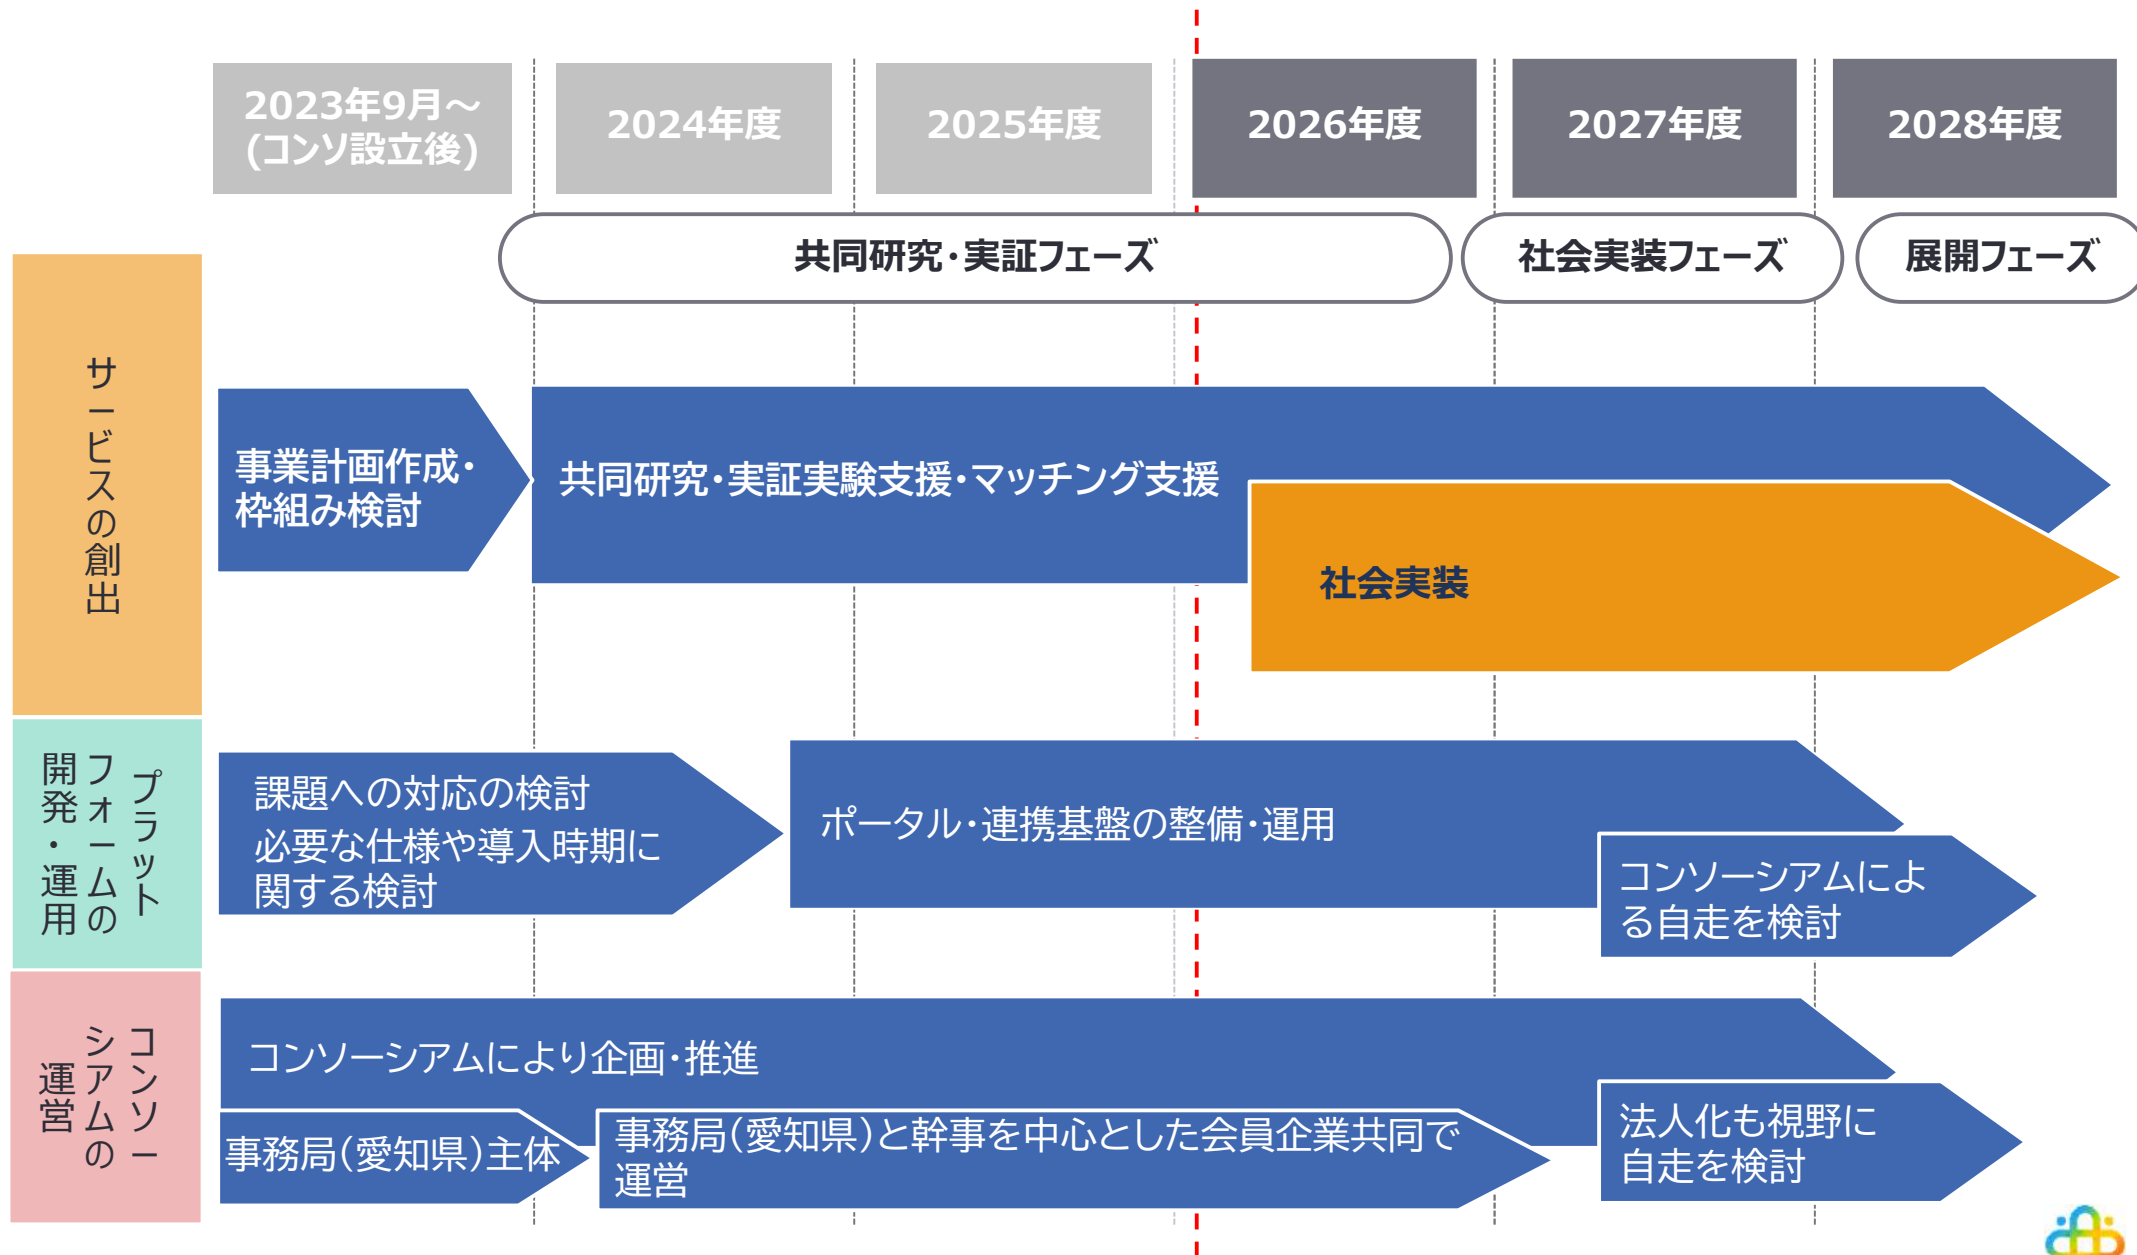 2023年9月～
(コンソ設立後)
2024年度
2025年度
2026年度
2027年度
2028年度
共同研究・実証フェーズ
社会実装フェーズ
展開フェーズ
サービスの創出
事業計画作成・
枠組み検討
共同研究・実証実験支援・マッチング支援
社会実装
プラット
フォームの
開発・運用
課題への対応の検討
必要な仕様や導入時期に
関する検討
ポータル・連携基盤の整備・運用
コンソーシアムによ
る自走を検討
コンソー
シアムの
運営
コンソーシアムにより企画・推進
事務局（愛知県）主体
事務局（愛知県）と幹事を中心とした会員企業共同で
運営
法人化も視野に
自走を検討